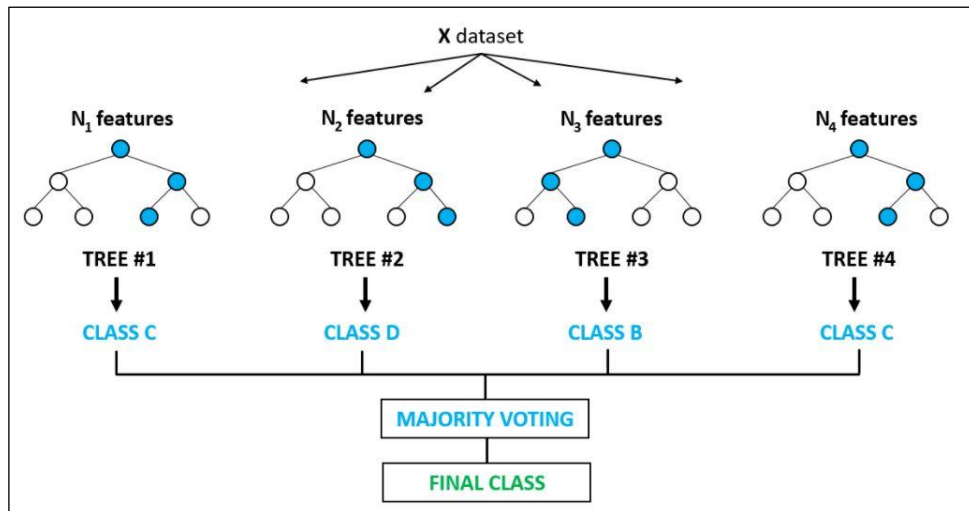 X dataset
N₁ features
N₂ features
N₃ features
N₄ features
TREE #1
TREE #2
TREE #3
TREE #4
CLASS C
CLASS D
CLASS B
CLASS C
MAJORITY VOTING
FINAL CLASS